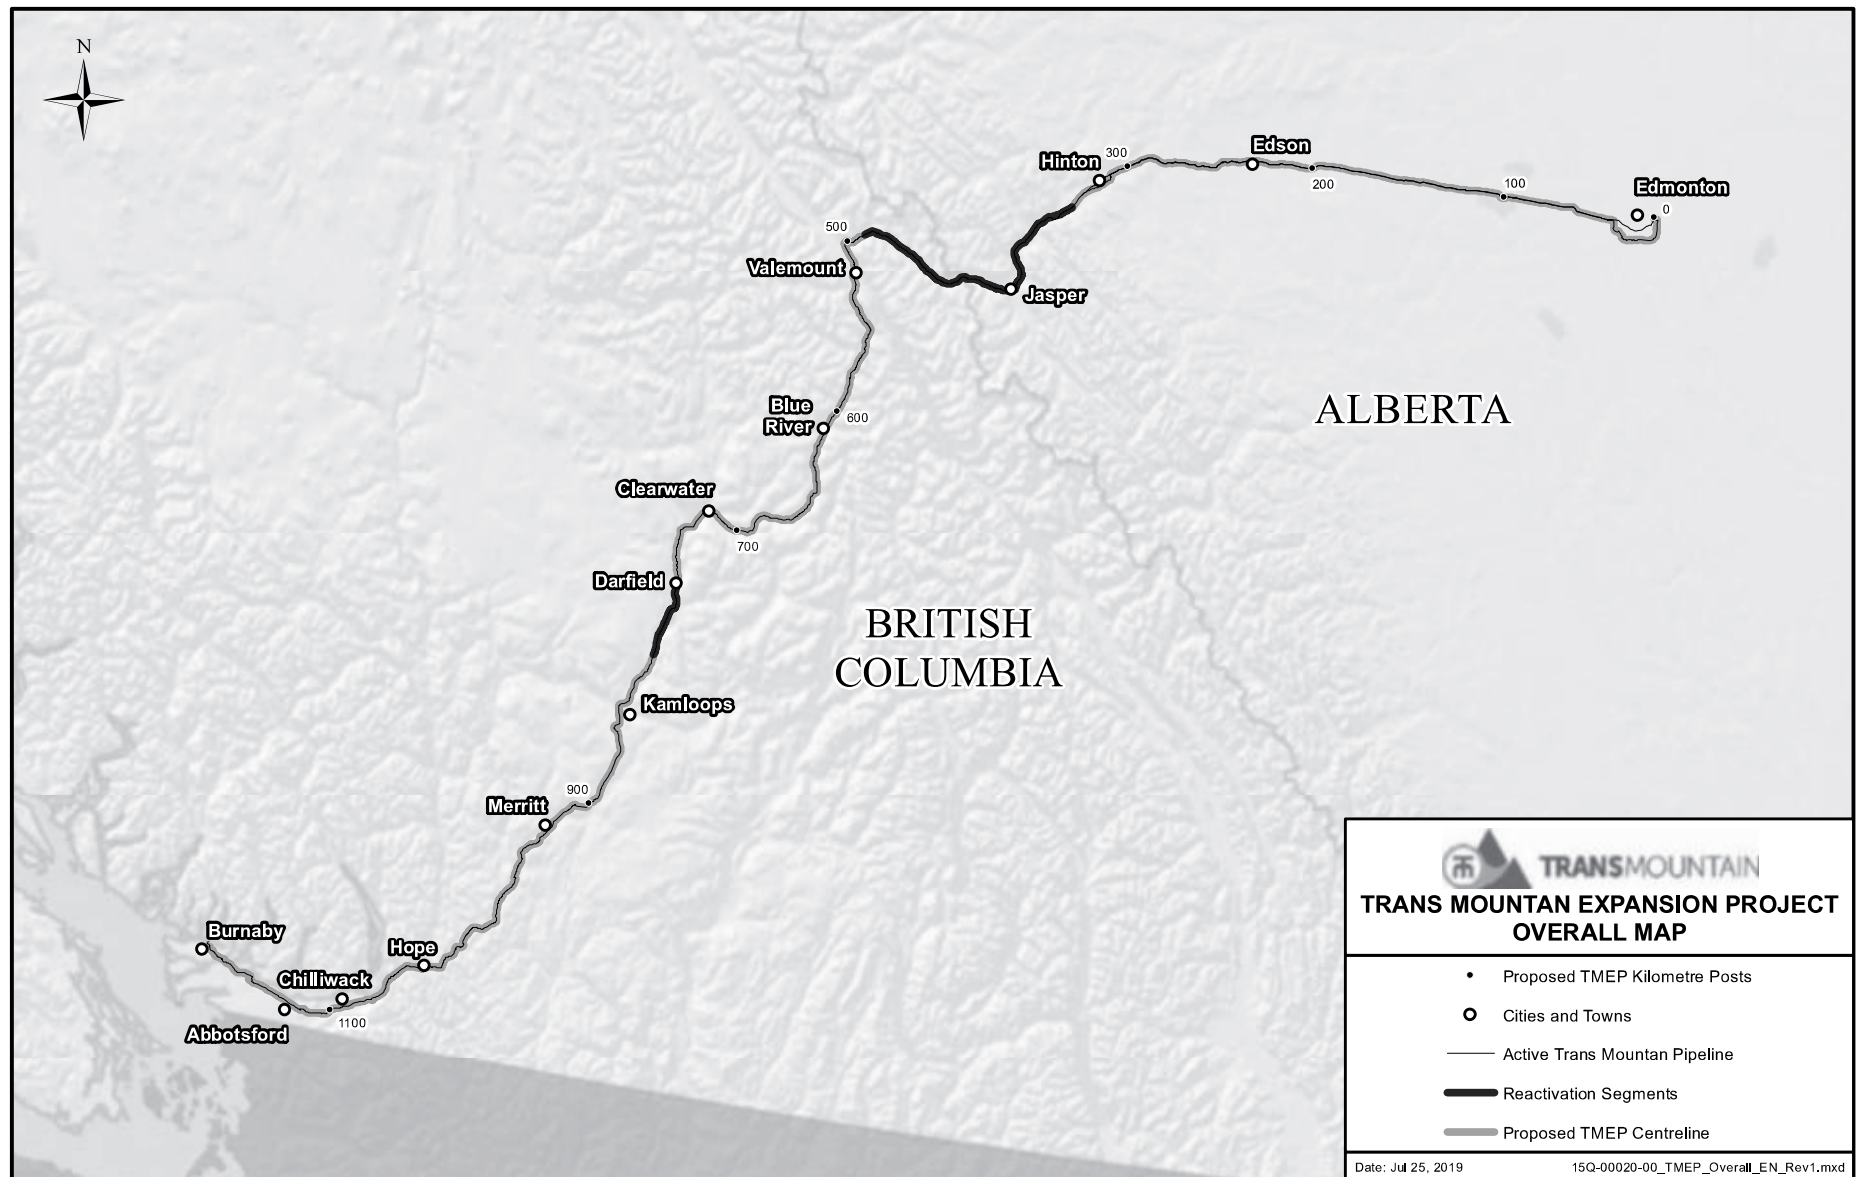 N
Edson
300
Hinton
200
100
Edmonton
0
500
Valemount
Jasper
Blue
River
600
ALBERTA
Clearwater
700
Darfield
BRITISH
COLUMBIA
Kamloops
900
Merritt
Burnaby
Hope
Chilliwack
1100
Abbotsford
TRANSMOUNTAIN
TRANS MOUNTAN EXPANSION PROJECT
OVERALL MAP
Proposed TMEP Kilometre Posts
Cities and Towns
Active Trans Mountan Pipeline
Reactivation Segments
Proposed TMEP Centreline
Date: Jul 25, 2019 15Q-00020-00_TMEP_Overall_EN_Rev1.mxd